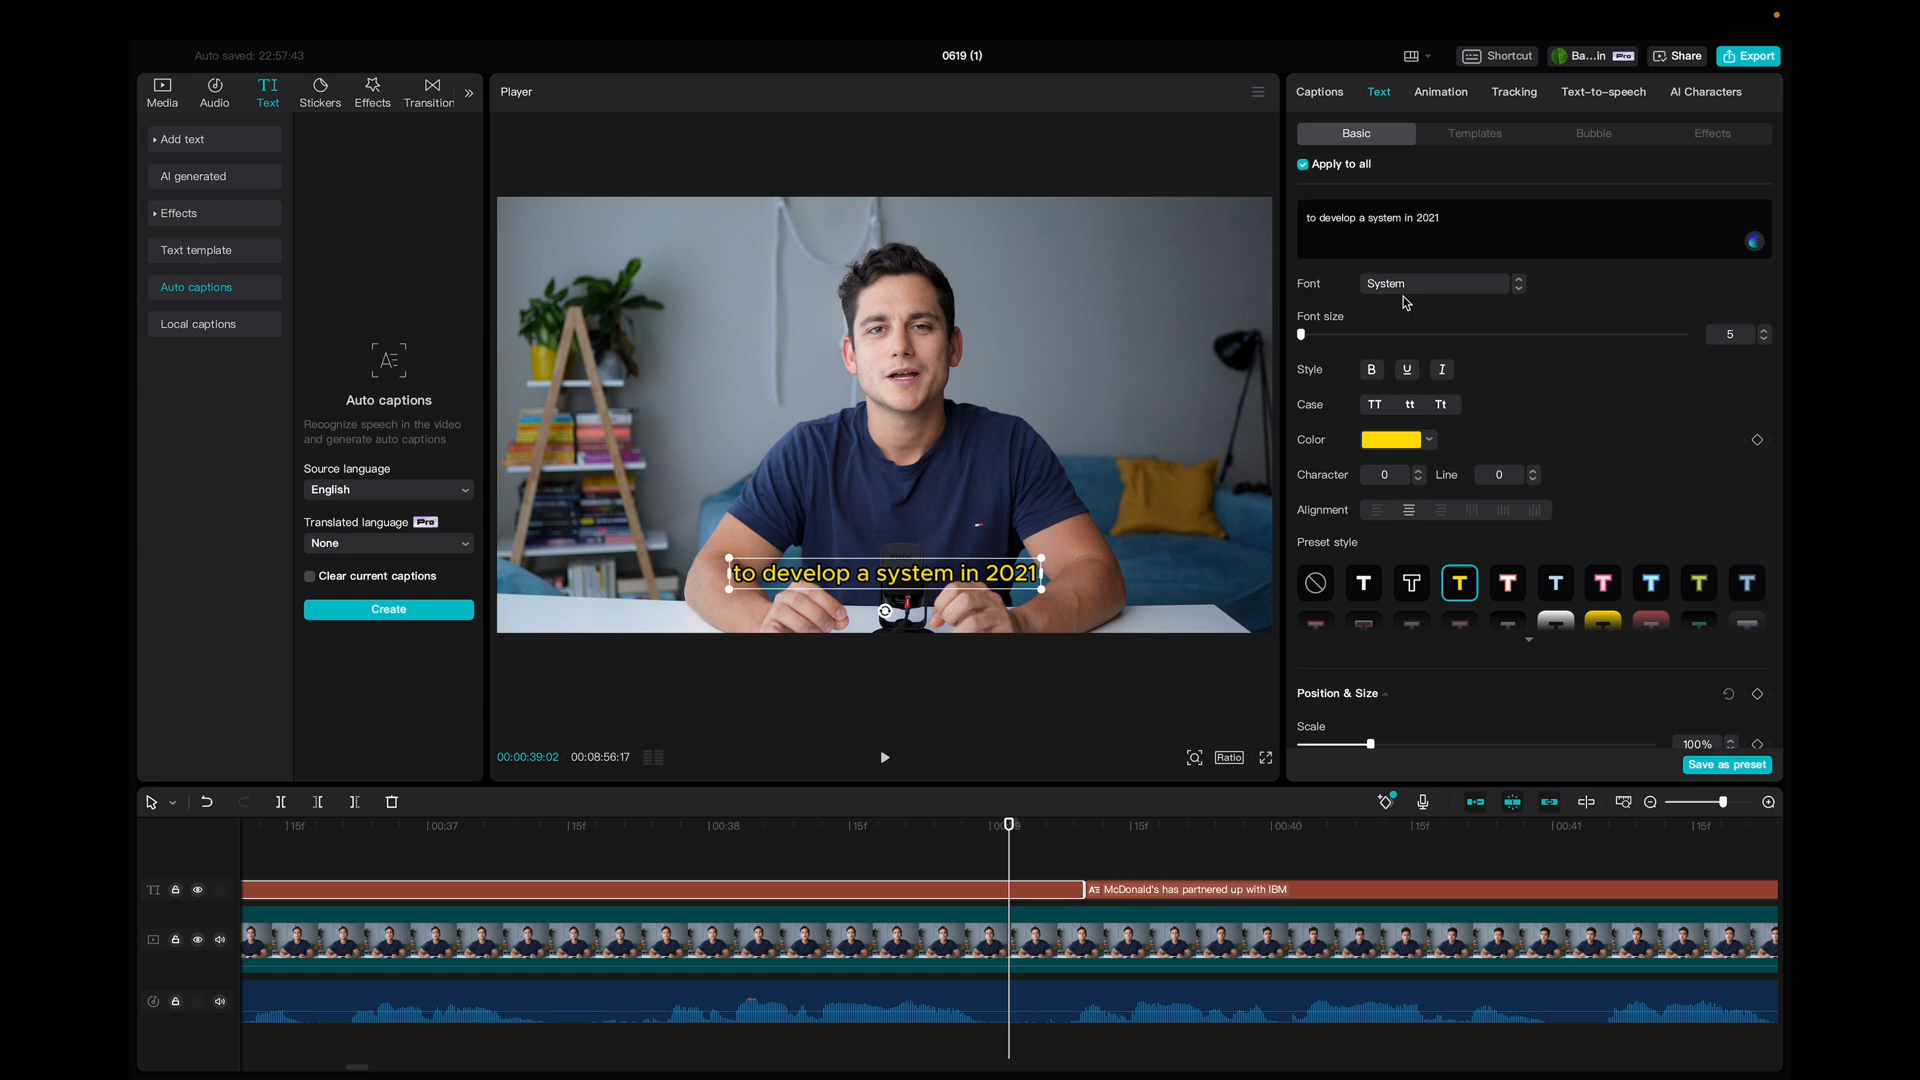 Auto saved: 22:57:43
0619 (1)
Shortcut
Ba...in Pro
Share
Export
Media
Audio
Text
Stickers
Effects
Transition
Add text
AI generated
Effects
Text template
Auto captions
Local captions
Auto captions
Recognize speech in the video
and generate auto captions
Source language
English
Translated language Pro
None
Clear current captions
Create
Player
to develop a system in 2021
00:00:39:02 / 00:08:56:17
Ratio
Captions
Text
Animation
Tracking
Text-to-speech
AI Characters
Basic
Templates
Bubble
Effects
Apply to all
to develop a system in 2021
Font
System
Font size
5
Style
B U I
Case
TT tt Tt
Color
Character
0
Line
0
Alignment
Preset style
T T T T T T T T T
Position & Size
Scale
100%
Save as preset
15f
00:37
15f
00:38
15f
15f
00:40
15f
00:41
15f
TI
McDonald's has partnered up with IBM